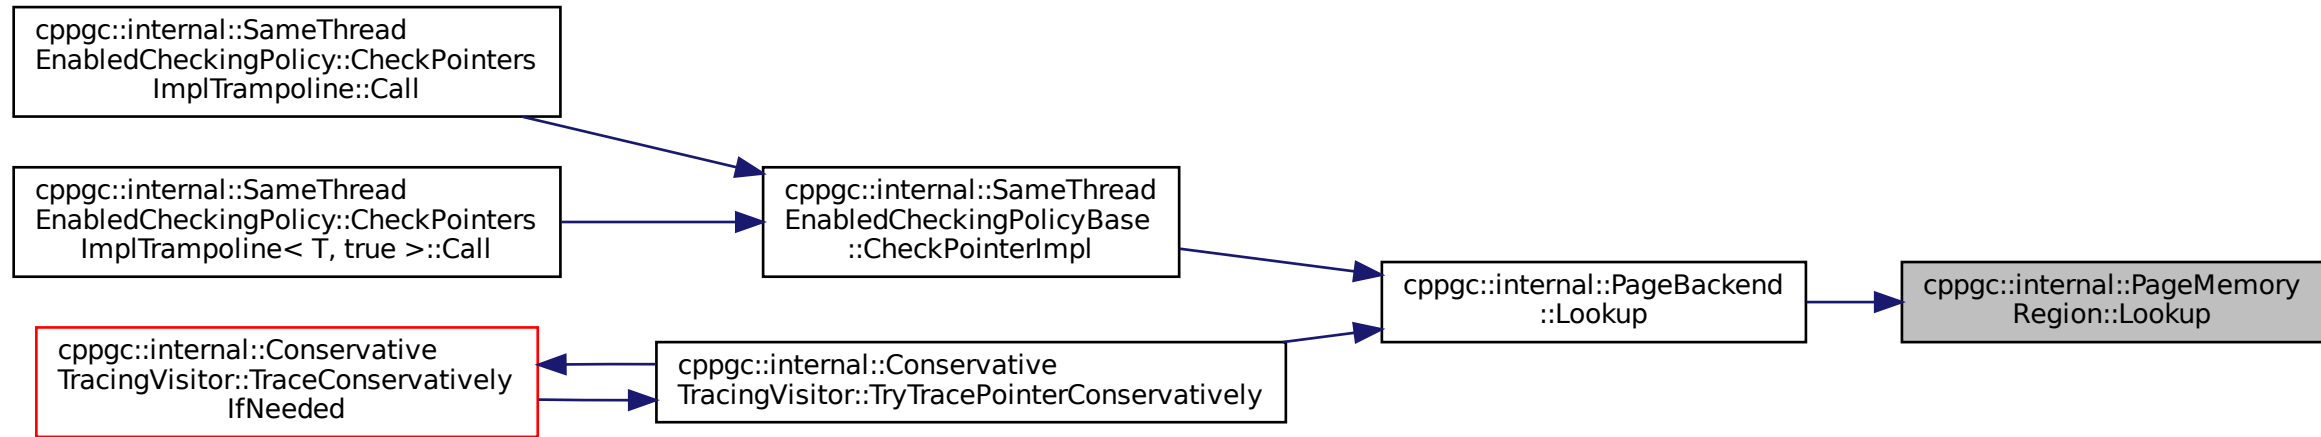 cppgc::internal::SameThread
EnabledCheckingPolicy::CheckPointers
ImplTrampoline::Call
cppgc::internal::SameThread
EnabledCheckingPolicy::CheckPointers
ImplTrampoline< T, true >::Call
cppgc::internal::Conservative
TracingVisitor::TraceConservatively
IfNeeded
cppgc::internal::SameThread
EnabledCheckingPolicyBase
::CheckPointerImpl
cppgc::internal::Conservative
TracingVisitor::TryTracePointerConservatively
cppgc::internal::PageBackend
::Lookup
cppgc::internal::PageMemory
Region::Lookup